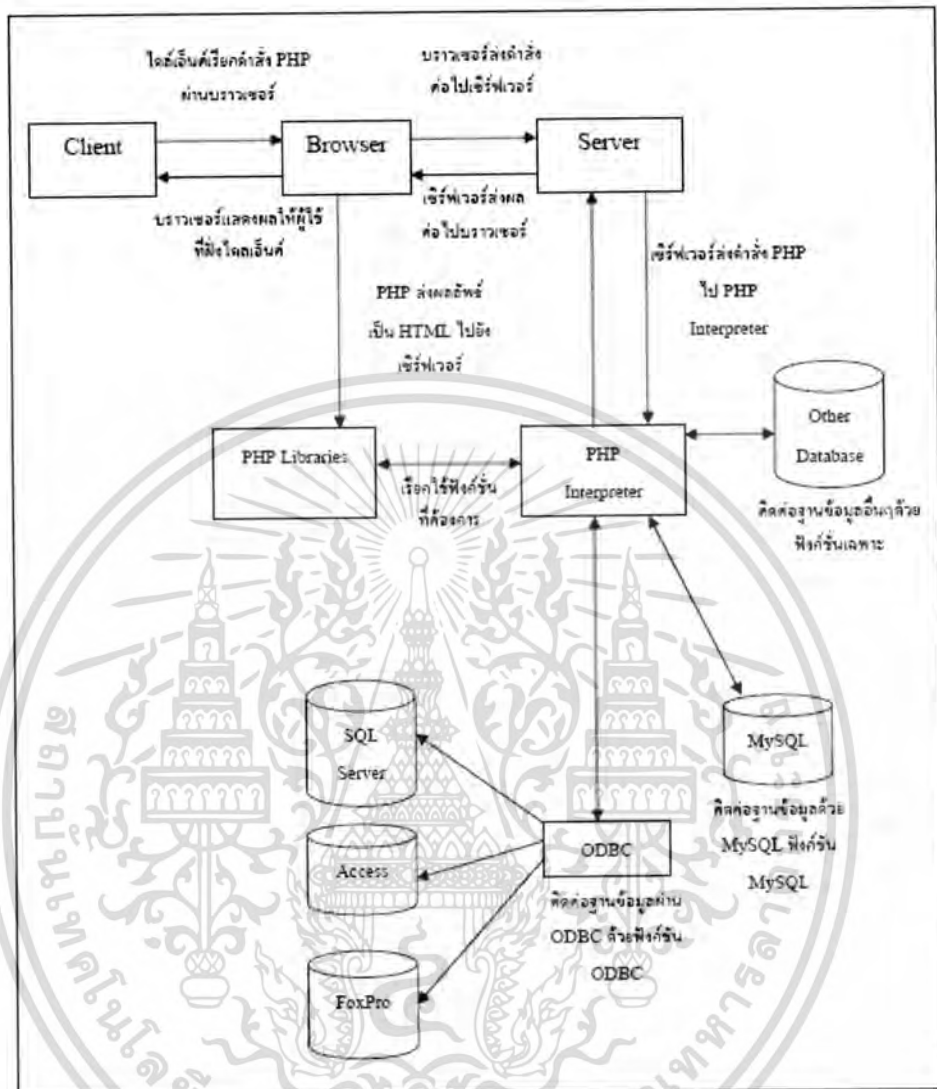 ไคล์เอ็นต์เรียกคำสั่ง PHP
ผ่านบราวเซอร์
บราวเซอร์ส่งคำสั่ง
ต่อไปเซิร์ฟเวอร์
Client
Browser
Server
บราวเซอร์แสดงผลให้ผู้ใช้
ที่ฝั่งไคลเอ็นต์
เซิร์ฟเวอร์ส่งผล
ต่อไปบราวเซอร์
เซิร์ฟเวอร์ส่งคำสั่ง PHP
ไป PHP
Interpreter
PHP ส่งผลลัพธ์
เป็น HTML ไปยัง
เซิร์ฟเวอร์
PHP Libraries
เรียกใช้ฟังก์ชั่น
ที่ต้องการ
PHP
Interpreter
Other
Database
ติดต่อฐานข้อมูลอื่นๆด้วย
ฟังก์ชั่นเฉพาะ
SQL
Server
Access
FoxPro
ODBC
ติดต่อฐานข้อมูลผ่าน
ODBC ด้วยฟังก์ชัน
ODBC
MySQL
ติดต่อฐานข้อมูลด้วย
MySQL ฟังก์ชัน
MySQL